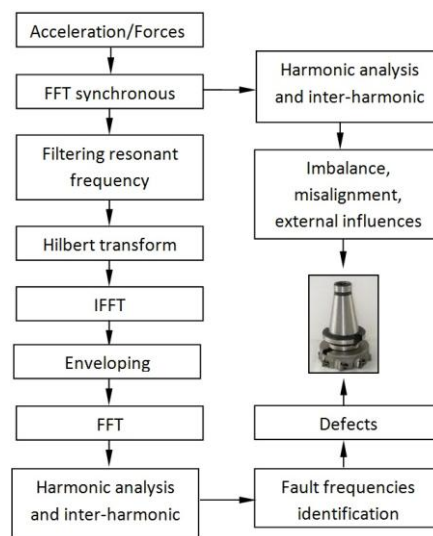 Acceleration/Forces
FFT synchronous
Filtering resonant
frequency
Hilbert transform
IFFT
Enveloping
FFT
Harmonic analysis
and inter-harmonic
Harmonic analysis
and inter-harmonic
Imbalance,
misalignment,
external influences
Defects
Fault frequencies
identification